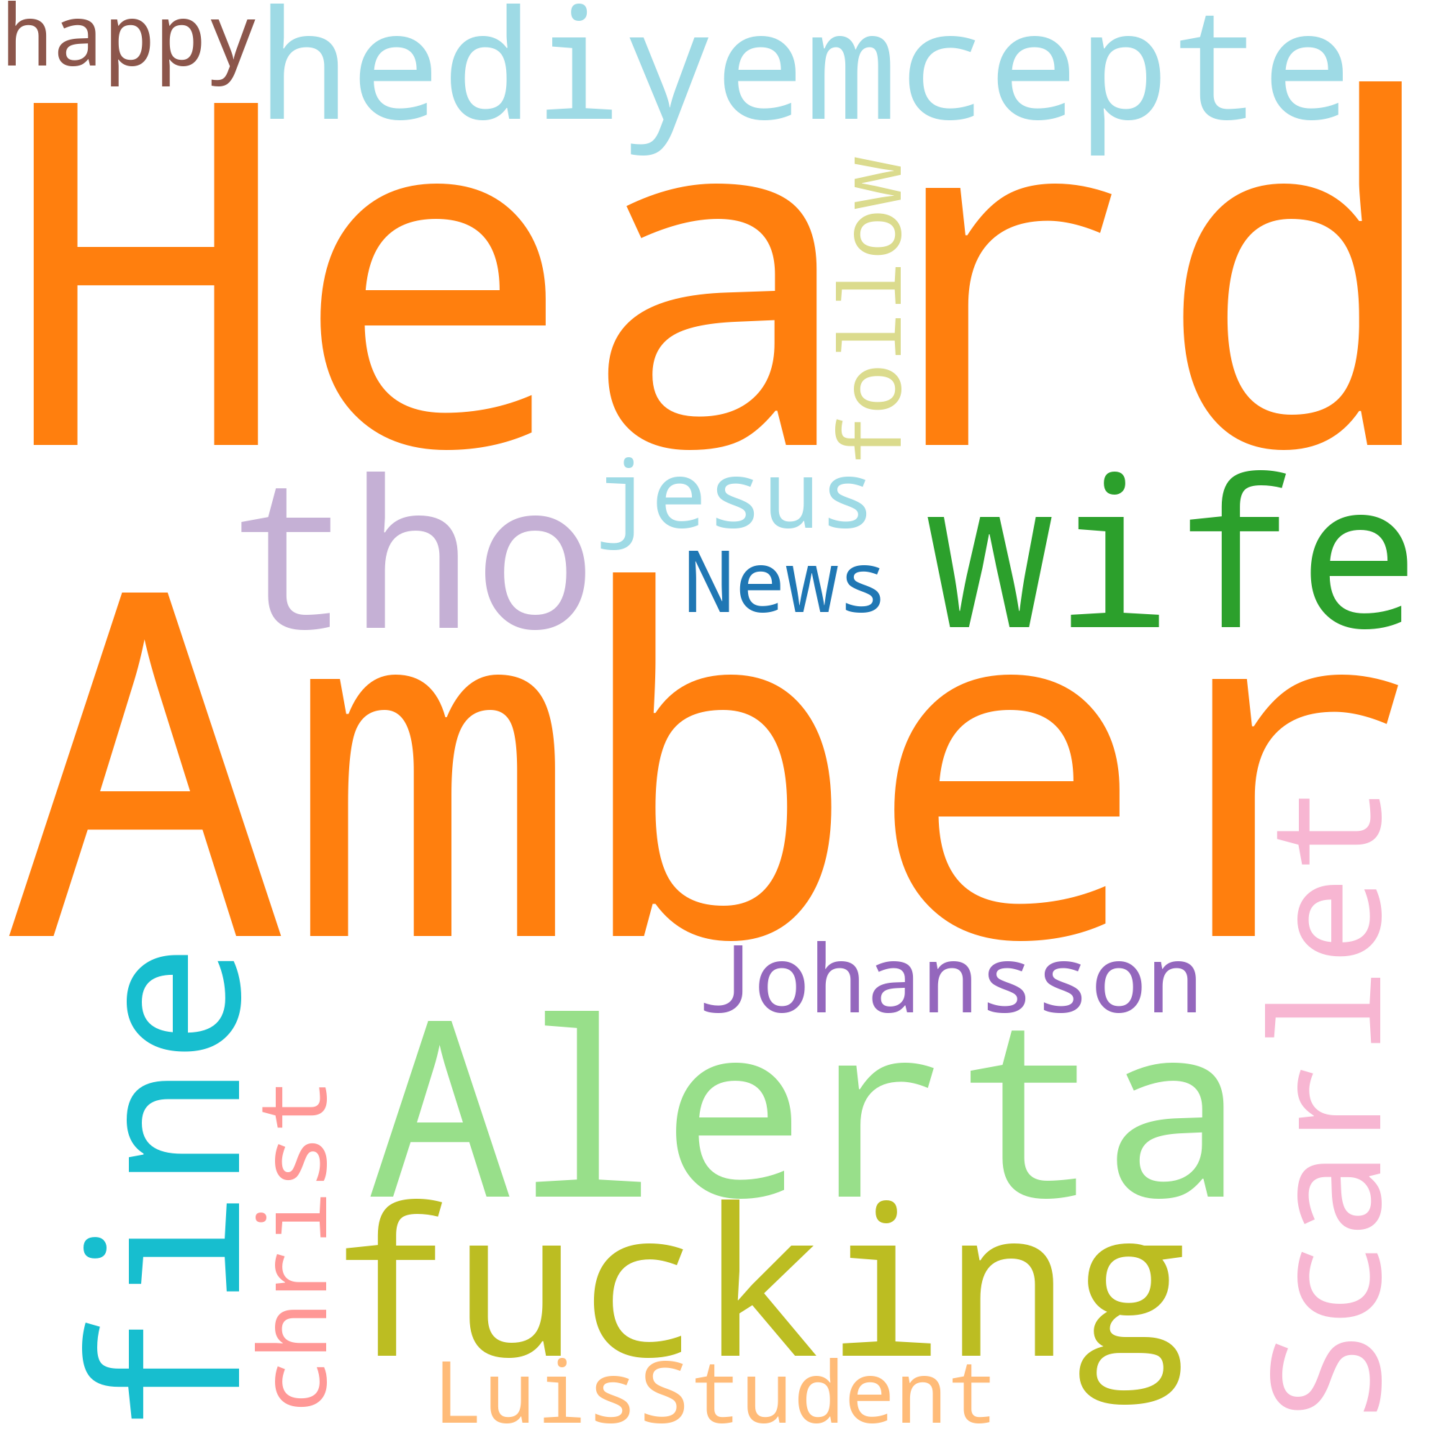 happy
hediyemcepte
Heard
follow
tho
jesus
wife
News
Amber
Scarlet
Johansson
fine
Alerta
christ
fucking
LuisStudent